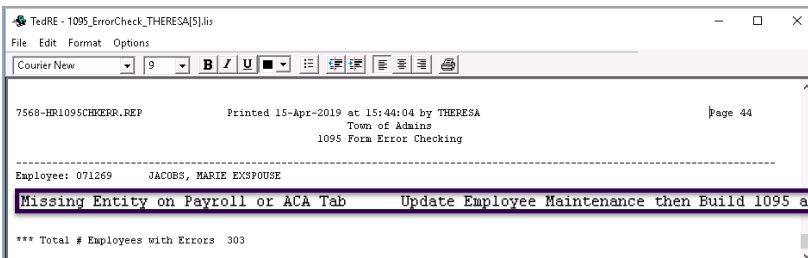 TedRE - 1095_ErrorCheck_THERESA[5].lis
File Edit Format Options
Courier New 9 B I U
7568-HR1095CHKERR.REP Printed 15-Apr-2019 at 15:44:04 by THERESA Page 44
Town of Admins
1095 Form Error Checking
Employee: 071269 JACOBS, MARIE EXSPOUSE
Missing Entity on Payroll or ACA Tab Update Employee Maintenance then Build 1095 a
*** Total # Employees with Errors 303